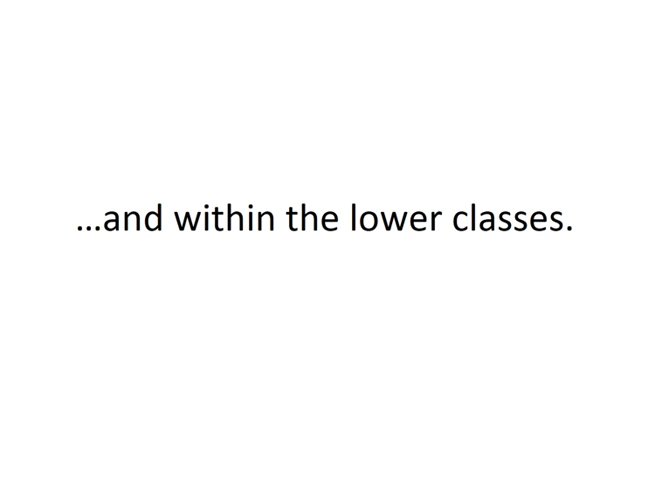 …and within the lower classes.